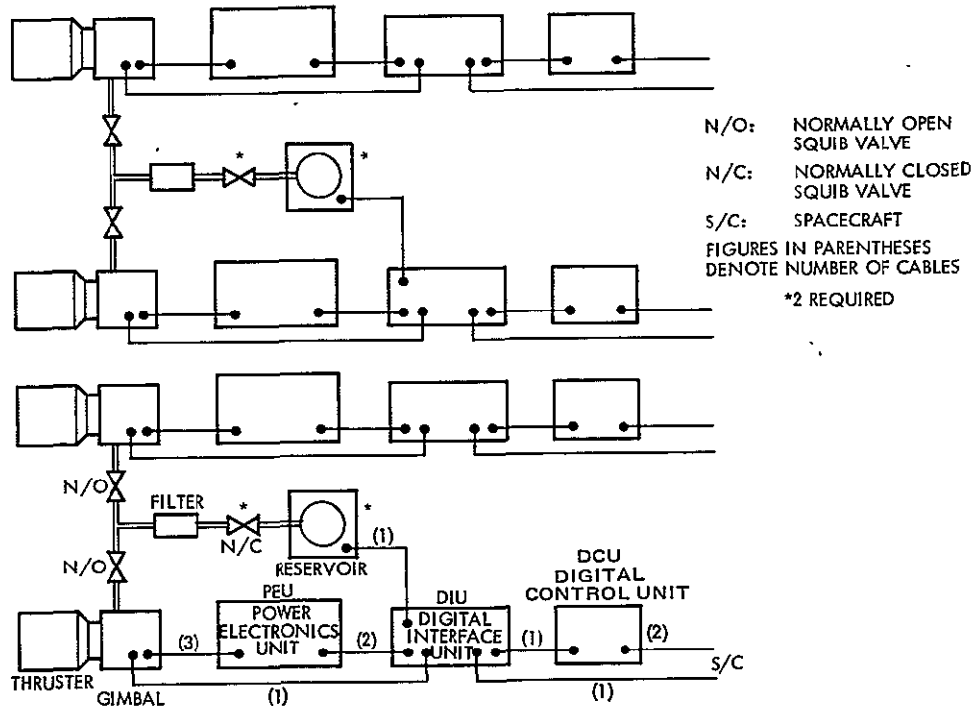 N/O: NORMALLY OPEN
SQUIB VALVE
N/C: NORMALLY CLOSED
SQUIB VALVE
S/C: SPACECRAFT
FIGURES IN PARENTHESES
DENOTE NUMBER OF CABLES
*2 REQUIRED
*
*
N/O
FILTER
*
N/C
*
RESERVOIR
(1)
N/O
PEU
POWER
ELECTRONICS
UNIT
DIU
DIGITAL
INTERFACE
UNIT
DCU
DIGITAL
CONTROL UNIT
(3)
(2)
(1)
(2)
S/C
THRUSTER
GIMBAL
(1)
(1)